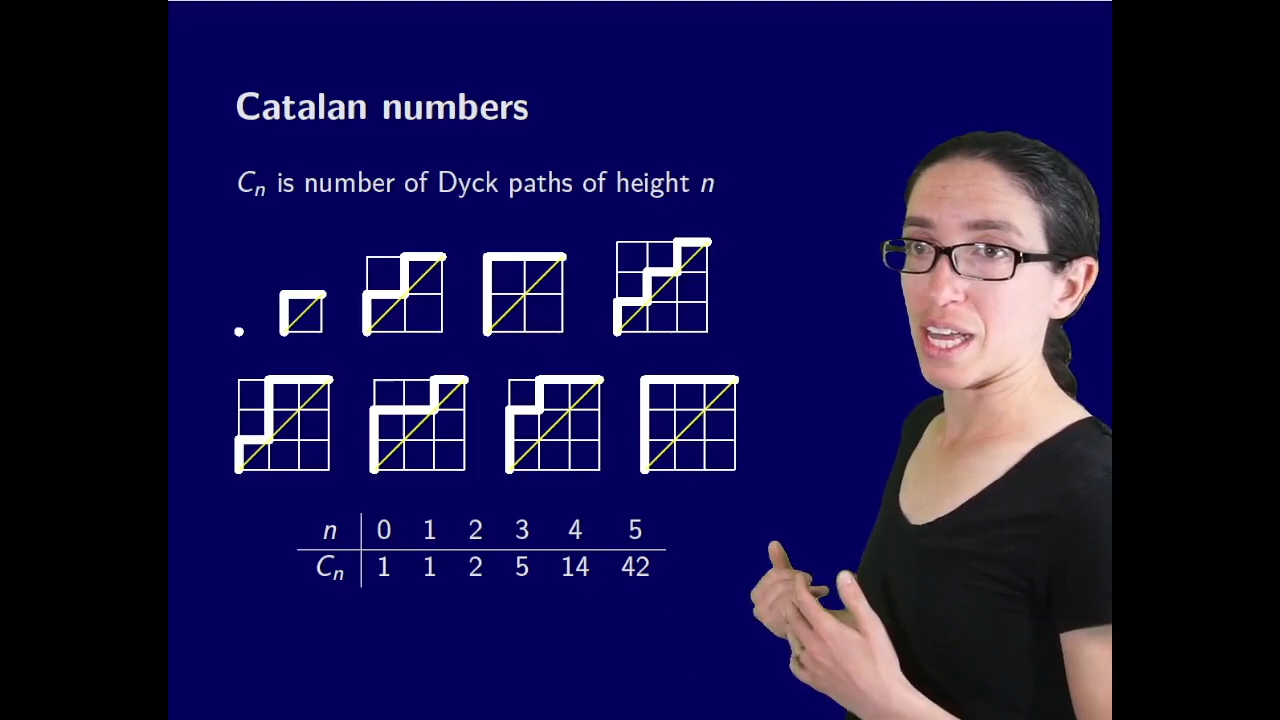 Catalan numbers
Cₙ is number of Dyck paths of height n
n 0 1 2 3 4 5
Cₙ 1 1 2 5 14 42